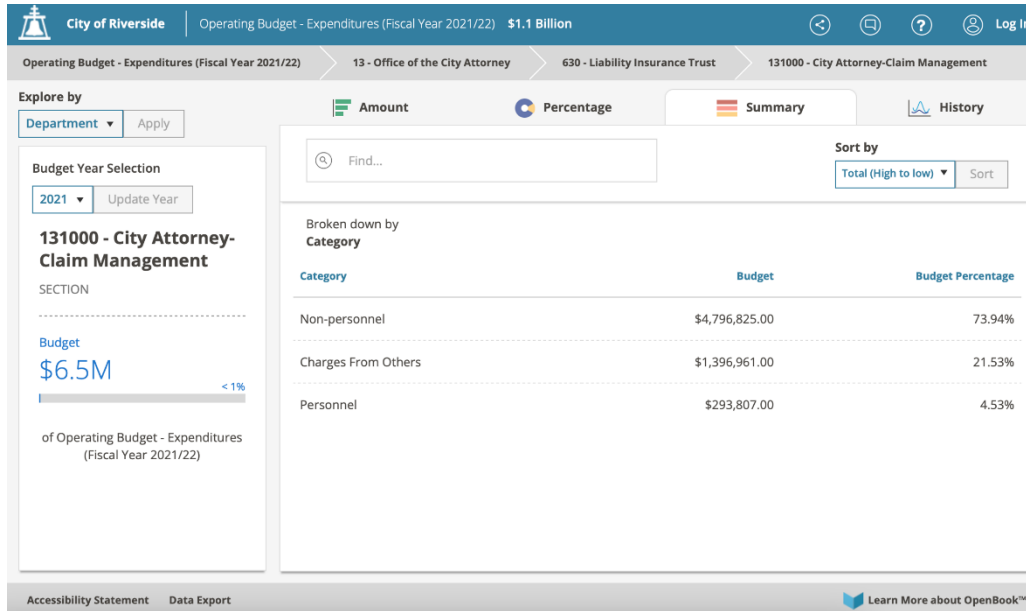 City of Riverside Operating Budget - Expenditures (Fiscal Year 2021/22) $1.1 Billion Log
Operating Budget - Expenditures (Fiscal Year 2021/22) 13 - Office of the City Attorney 630 - Liability Insurance Trust 131000 - City Attorney-Claim Management
Explore by
Department Apply
Amount Percentage Summary History
Budget Year Selection
2021 Update Year
131000 - City Attorney-
Claim Management
SECTION
Budget
$6.5M
< 1%
of Operating Budget - Expenditures
(Fiscal Year 2021/22)
Find...
Sort by
Total (High to low) Sort
Broken down by
Category
Category Budget Budget Percentage
Non-personnel $4,796,825.00 73.94%
Charges From Others $1,396,961.00 21.53%
Personnel $293,807.00 4.53%
Accessibility Statement Data Export Learn More about OpenBook™